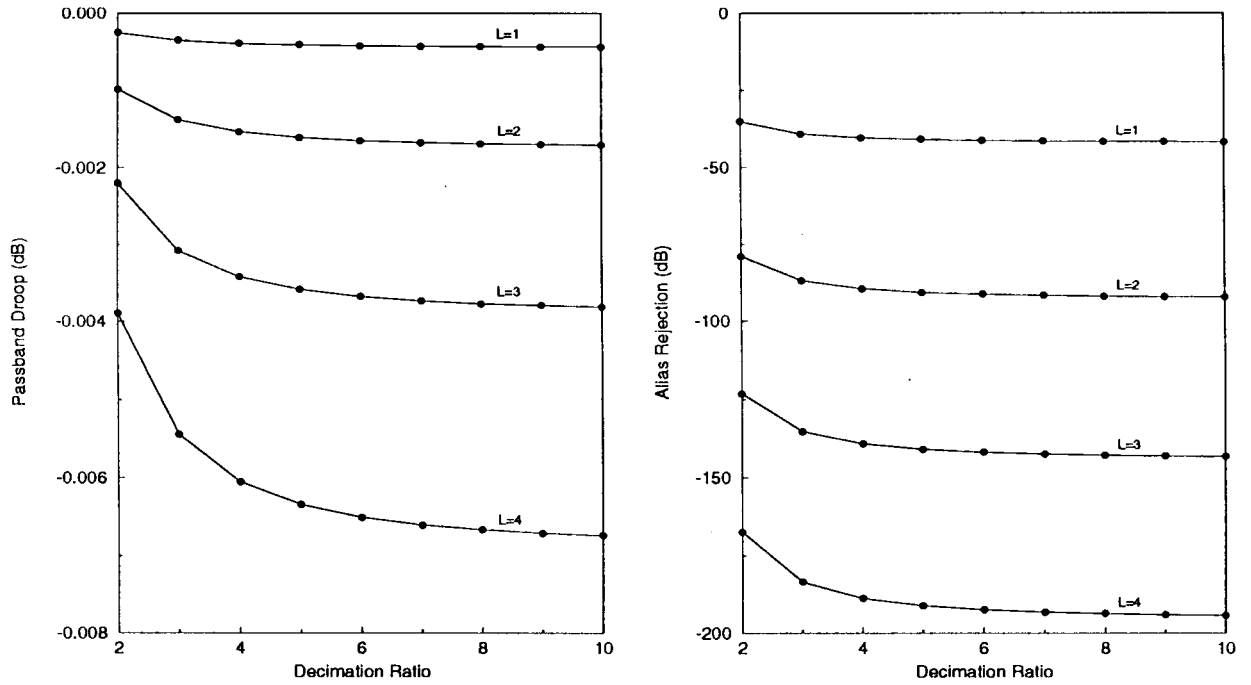 0.000
-0.002
-0.004
-0.006
-0.008
Passband Droop (dB)
L=1
L=2
L=3
L=4
2 4 6 8 10
Decimation Ratio
0
-50
-100
-150
-200
Alias Rejection (dB)
L=1
L=2
L=3
L=4
2 4 6 8 10
Decimation Ratio